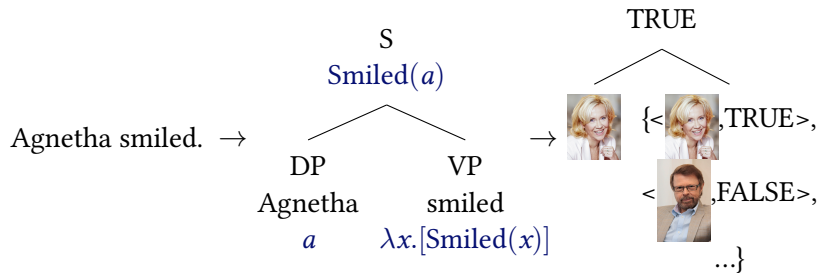 TRUE
S
Smiled(a)
Agnetha smiled. →
→
{< ,TRUE>,
DP VP
Agnetha smiled
< ,FALSE>,
a λx.[Smiled(x)]
...}